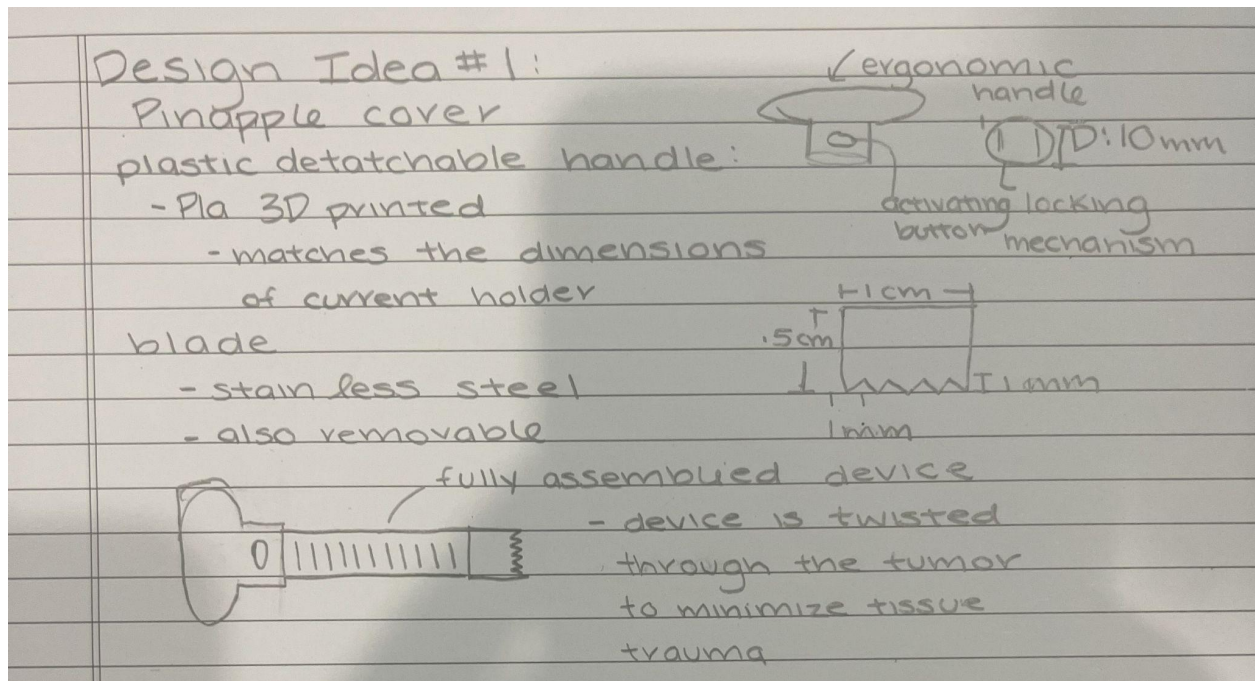 Design Idea #1:
Pinapple cover
plastic detatchable handle:
- Pla 3D printed
- matches the dimensions
of current holder
blade
- stainless steel
- also removable
ergonomic
handle
D:10mm
activating
button
locking
mechanism
1cm
.5cm
1mm
1mm
fully assemblied device
- device is twisted
through the tumor
to minimize tissue
trauma